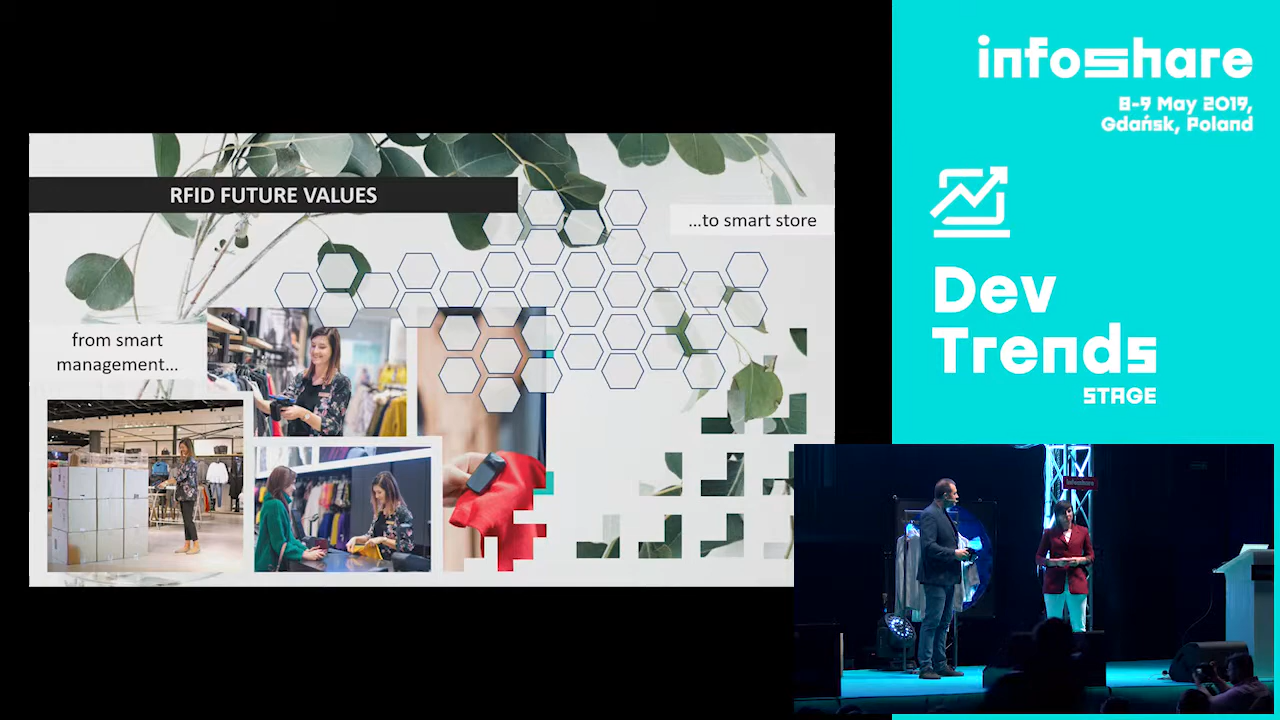 RFID FUTURE VALUES
...to smart store
from smart
management...
infoshare
8-9 May 2019,
Gdańsk, Poland
Dev
Trends
STAGE
infoshare